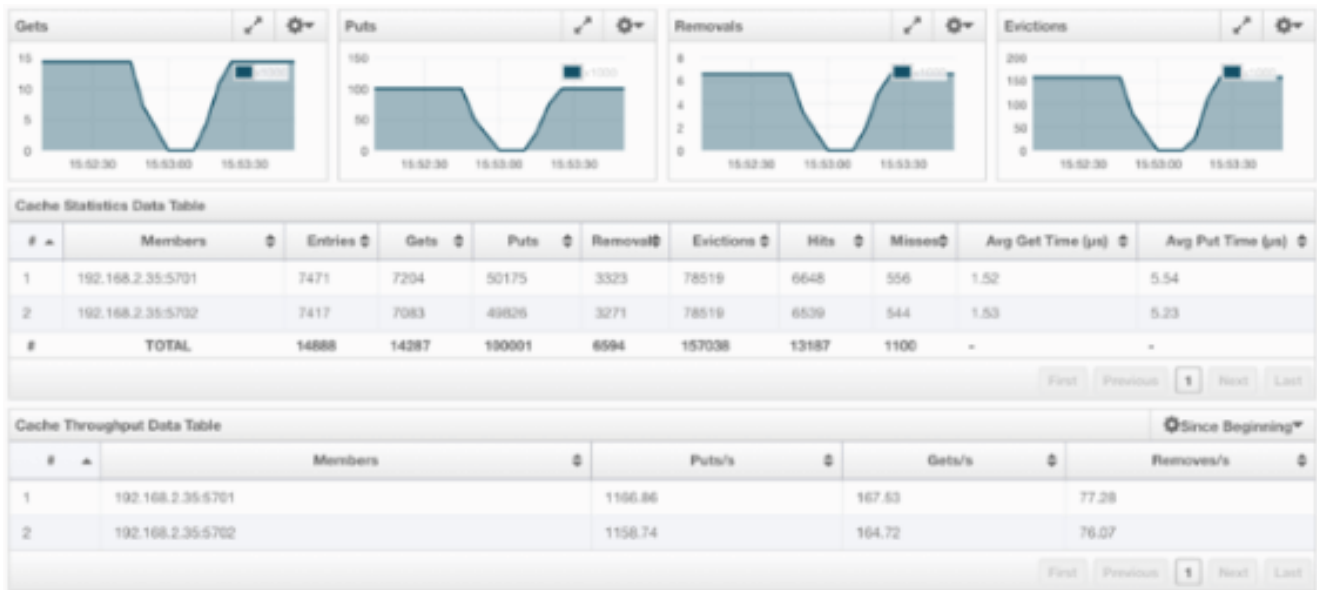 Gets Puts Removals Evictions
15 150 8 200
x1000 x1000 x1000 x1000
10 100 6 150
5 50 4 100
0 0 2 50
0 0
15:52:30 15:53:00 15:53:30 15:52:30 15:53:00 15:53:30 15:52:30 15:53:00 15:53:30 15:52:30 15:53:00 15:53:30
Cache Statistics Data Table
# Members Entries Gets Puts Removals Evictions Hits Misses Avg Get Time (µs) Avg Put Time (µs)
1 192.168.2.35:5701 7471 7204 50175 3323 78519 6648 556 1.52 5.54
2 192.168.2.35:5702 7417 7083 49826 3271 78519 6539 544 1.53 5.23
# TOTAL 14888 14287 100001 6594 157038 13187 1100 - -
First Previous 1 Next Last
Cache Throughput Data Table Since Beginning
# Members Puts/s Gets/s Removes/s
1 192.168.2.35:5701 1166.86 167.53 77.28
2 192.168.2.35:5702 1158.74 164.72 76.07
First Previous 1 Next Last